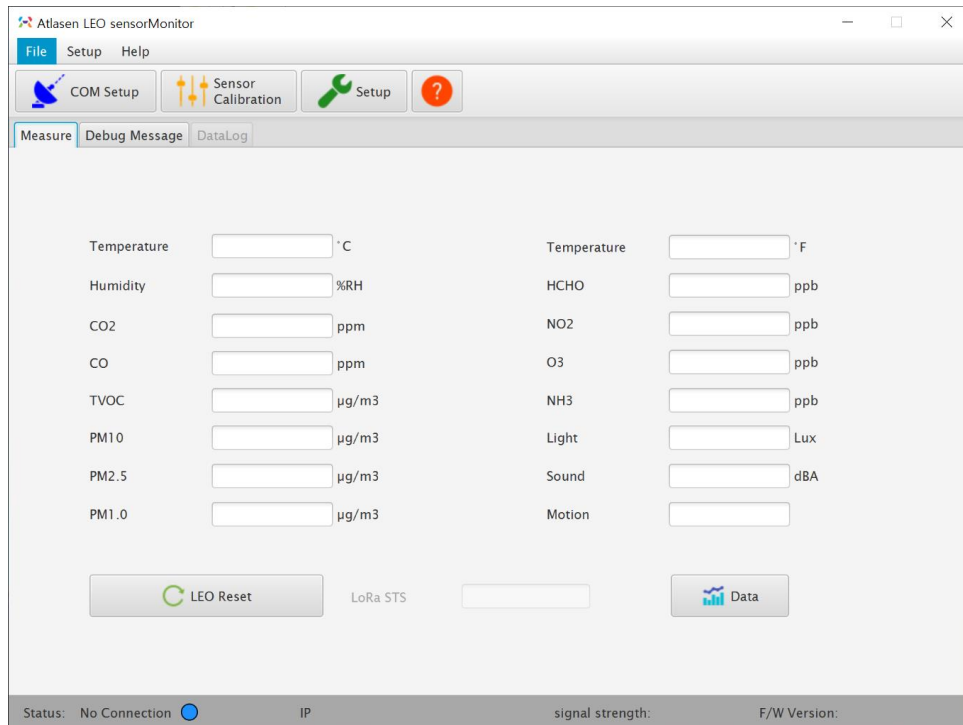 Atlasen LEO sensorMonitor
File Setup Help
COM Setup
Sensor
Calibration
Setup
?
Measure Debug Message DataLog
Temperature ˚C Temperature ˚F
Humidity %RH HCHO ppb
CO2 ppm NO2 ppb
CO ppm O3 ppb
TVOC µg/m3 NH3 ppb
PM10 µg/m3 Light Lux
PM2.5 µg/m3 Sound dBA
PM1.0 µg/m3 Motion
LEO Reset LoRa STS Data
Status: No Connection IP signal strength: F/W Version: